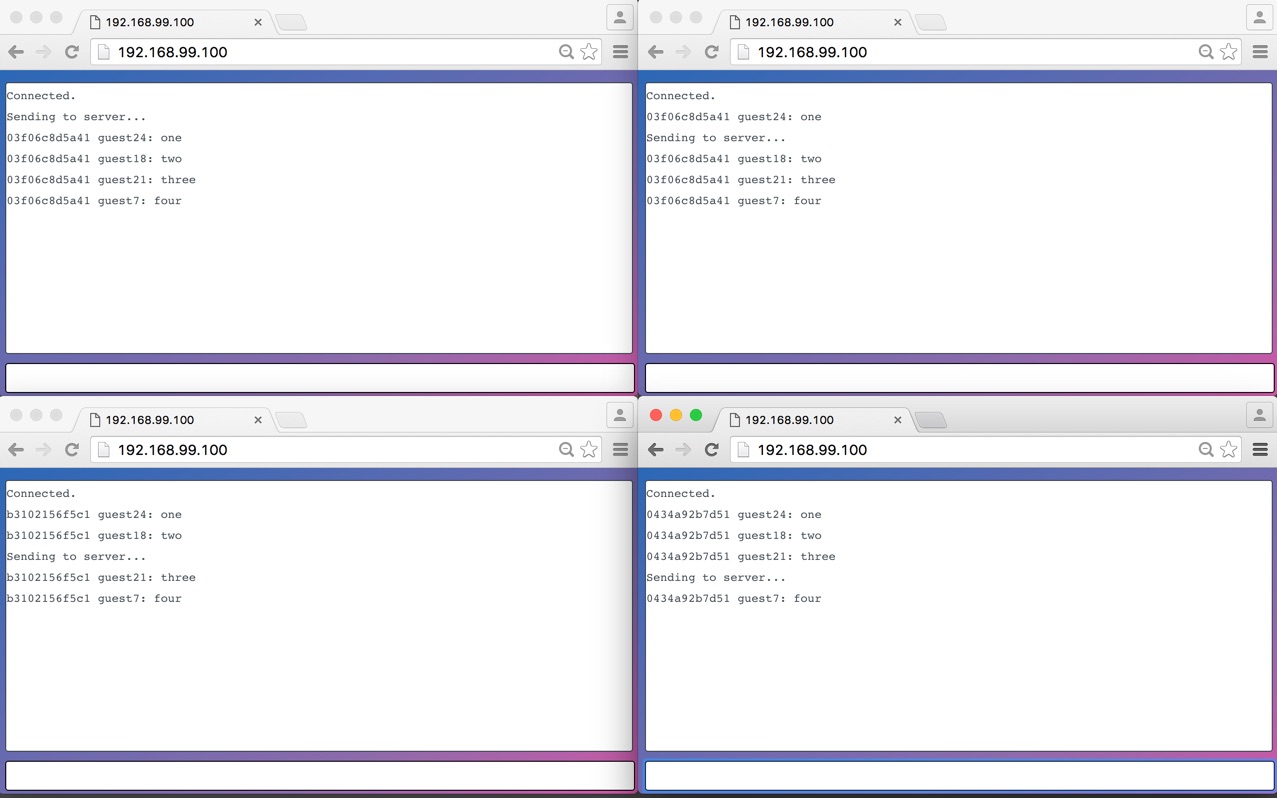 192.168.99.100
192.168.99.100
Connected.
Sending to server...
03f06c8d5a41 guest24: one
03f06c8d5a41 guest18: two
03f06c8d5a41 guest21: three
03f06c8d5a41 guest7: four
192.168.99.100
192.168.99.100
Connected.
03f06c8d5a41 guest24: one
Sending to server...
03f06c8d5a41 guest18: two
03f06c8d5a41 guest21: three
03f06c8d5a41 guest7: four
192.168.99.100
192.168.99.100
Connected.
b3102156f5c1 guest24: one
b3102156f5c1 guest18: two
Sending to server...
b3102156f5c1 guest21: three
b3102156f5c1 guest7: four
192.168.99.100
192.168.99.100
Connected.
0434a92b7d51 guest24: one
0434a92b7d51 guest18: two
0434a92b7d51 guest21: three
Sending to server...
0434a92b7d51 guest7: four